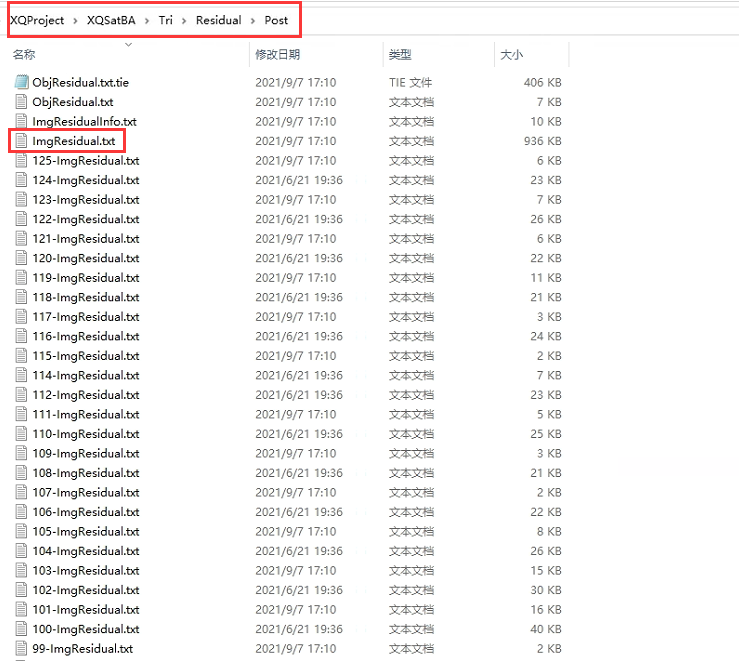 XQProject › XQSatBA › Tri › Residual › Post
名称 修改日期 类型 大小
ObjResidual.txt.tie 2021/9/7 17:10 TIE 文件 406 KB
ObjResidual.txt 2021/9/7 17:10 文本文档 7 KB
ImgResidualInfo.txt 2021/9/7 17:10 文本文档 10 KB
ImgResidual.txt 2021/9/7 17:10 文本文档 936 KB
125-ImgResidual.txt 2021/9/7 17:10 文本文档 6 KB
124-ImgResidual.txt 2021/6/21 19:36 文本文档 23 KB
123-ImgResidual.txt 2021/9/7 17:10 文本文档 7 KB
122-ImgResidual.txt 2021/6/21 19:36 文本文档 26 KB
121-ImgResidual.txt 2021/9/7 17:10 文本文档 6 KB
120-ImgResidual.txt 2021/6/21 19:36 文本文档 22 KB
119-ImgResidual.txt 2021/9/7 17:10 文本文档 11 KB
118-ImgResidual.txt 2021/6/21 19:36 文本文档 21 KB
117-ImgResidual.txt 2021/9/7 17:10 文本文档 3 KB
116-ImgResidual.txt 2021/6/21 19:36 文本文档 24 KB
115-ImgResidual.txt 2021/9/7 17:10 文本文档 2 KB
114-ImgResidual.txt 2021/6/21 19:36 文本文档 7 KB
112-ImgResidual.txt 2021/6/21 19:36 文本文档 23 KB
111-ImgResidual.txt 2021/9/7 17:10 文本文档 5 KB
110-ImgResidual.txt 2021/6/21 19:36 文本文档 25 KB
109-ImgResidual.txt 2021/9/7 17:10 文本文档 3 KB
108-ImgResidual.txt 2021/6/21 19:36 文本文档 21 KB
107-ImgResidual.txt 2021/9/7 17:10 文本文档 2 KB
106-ImgResidual.txt 2021/6/21 19:36 文本文档 22 KB
105-ImgResidual.txt 2021/9/7 17:10 文本文档 8 KB
104-ImgResidual.txt 2021/6/21 19:36 文本文档 26 KB
103-ImgResidual.txt 2021/9/7 17:10 文本文档 15 KB
102-ImgResidual.txt 2021/6/21 19:36 文本文档 30 KB
101-ImgResidual.txt 2021/9/7 17:10 文本文档 16 KB
100-ImgResidual.txt 2021/6/21 19:36 文本文档 40 KB
99-ImgResidual.txt 2021/9/7 17:10 文本文档 2 KB